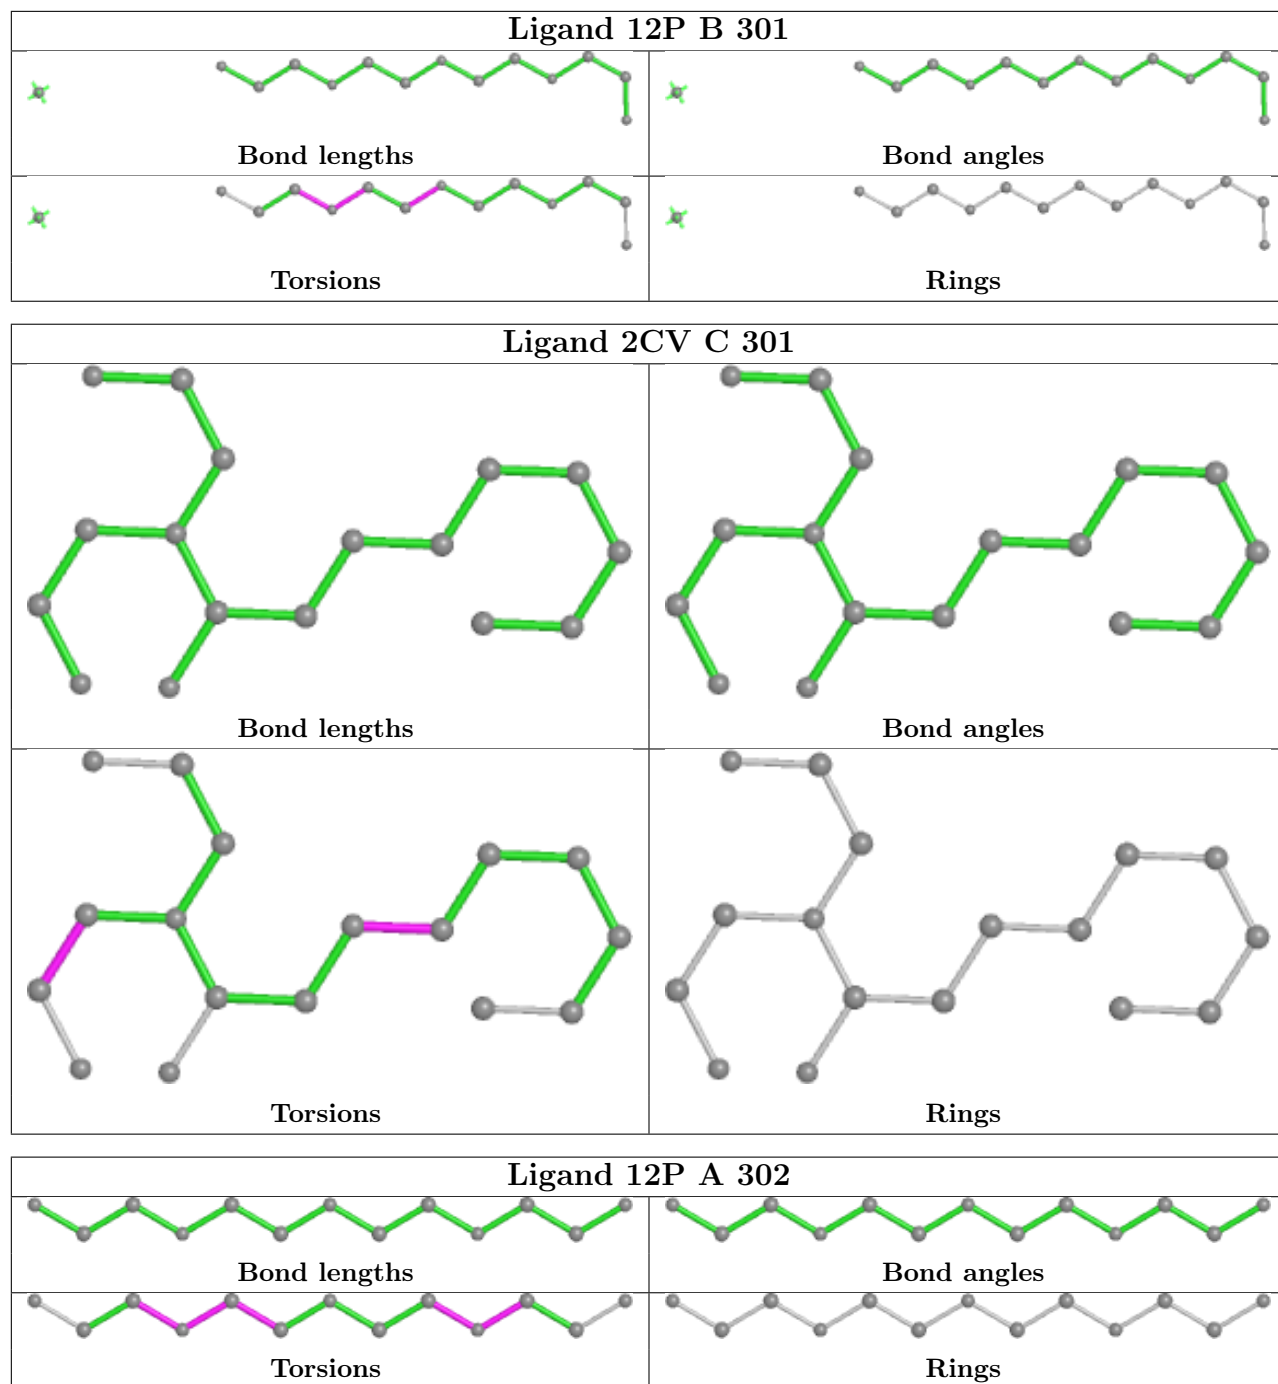 Ligand 12P B 301
Bond lengths
Bond angles
Torsions
Rings
Ligand 2CV C 301
Bond lengths
Bond angles
Torsions
Rings
Ligand 12P A 302
Bond lengths
Bond angles
Torsions
Rings